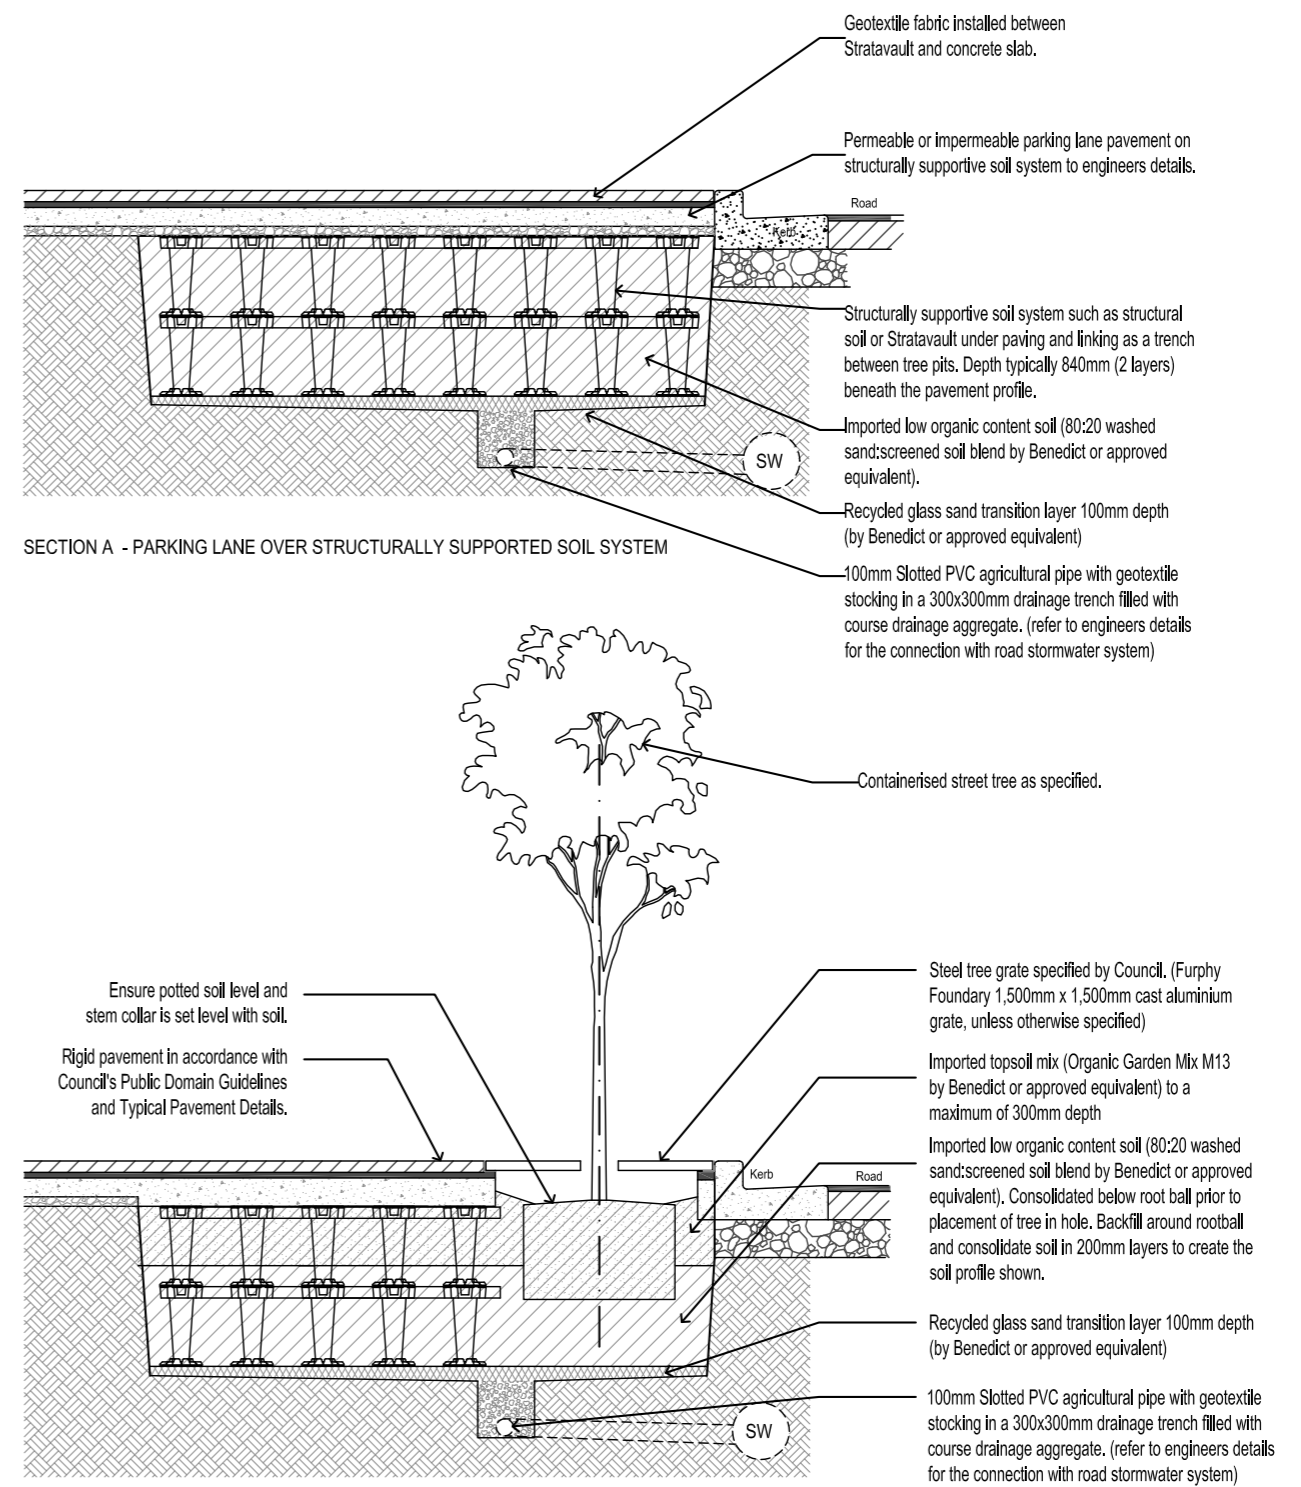 Geotextile fabric installed between
Stratavault and concrete slab.
Permeable or impermeable parking lane pavement on
structurally supportive soil system to engineers details.
Road
Kerb
Structurally supportive soil system such as structural
soil or Stratavault under paving and linking as a trench
between tree pits. Depth typically 840mm (2 layers)
beneath the pavement profile.
Imported low organic content soil (80:20 washed
sand:screened soil blend by Benedict or approved
equivalent).
SW
Recycled glass sand transition layer 100mm depth
(by Benedict or approved equivalent)
SECTION A - PARKING LANE OVER STRUCTURALLY SUPPORTED SOIL SYSTEM
100mm Slotted PVC agricultural pipe with geotextile
stocking in a 300x300mm drainage trench filled with
course drainage aggregate. (refer to engineers details
for the connection with road stormwater system)
Containerised street tree as specified.
Ensure potted soil level and
stem collar is set level with soil.
Rigid pavement in accordance with
Council's Public Domain Guidelines
and Typical Pavement Details.
Steel tree grate specified by Council. (Furphy
Foundary 1,500mm x 1,500mm cast aluminium
grate, unless otherwise specified)
Imported topsoil mix (Organic Garden Mix M13
by Benedict or approved equivalent) to a
maximum of 300mm depth
Kerb
Road
Imported low organic content soil (80:20 washed
sand:screened soil blend by Benedict or approved
equivalent). Consolidated below root ball prior to
placement of tree in hole. Backfill around rootball
and consolidate soil in 200mm layers to create the
soil profile shown.
Recycled glass sand transition layer 100mm depth
(by Benedict or approved equivalent)
SW
100mm Slotted PVC agricultural pipe with geotextile
stocking in a 300x300mm drainage trench filled with
course drainage aggregate. (refer to engineers details
for the connection with road stormwater system)